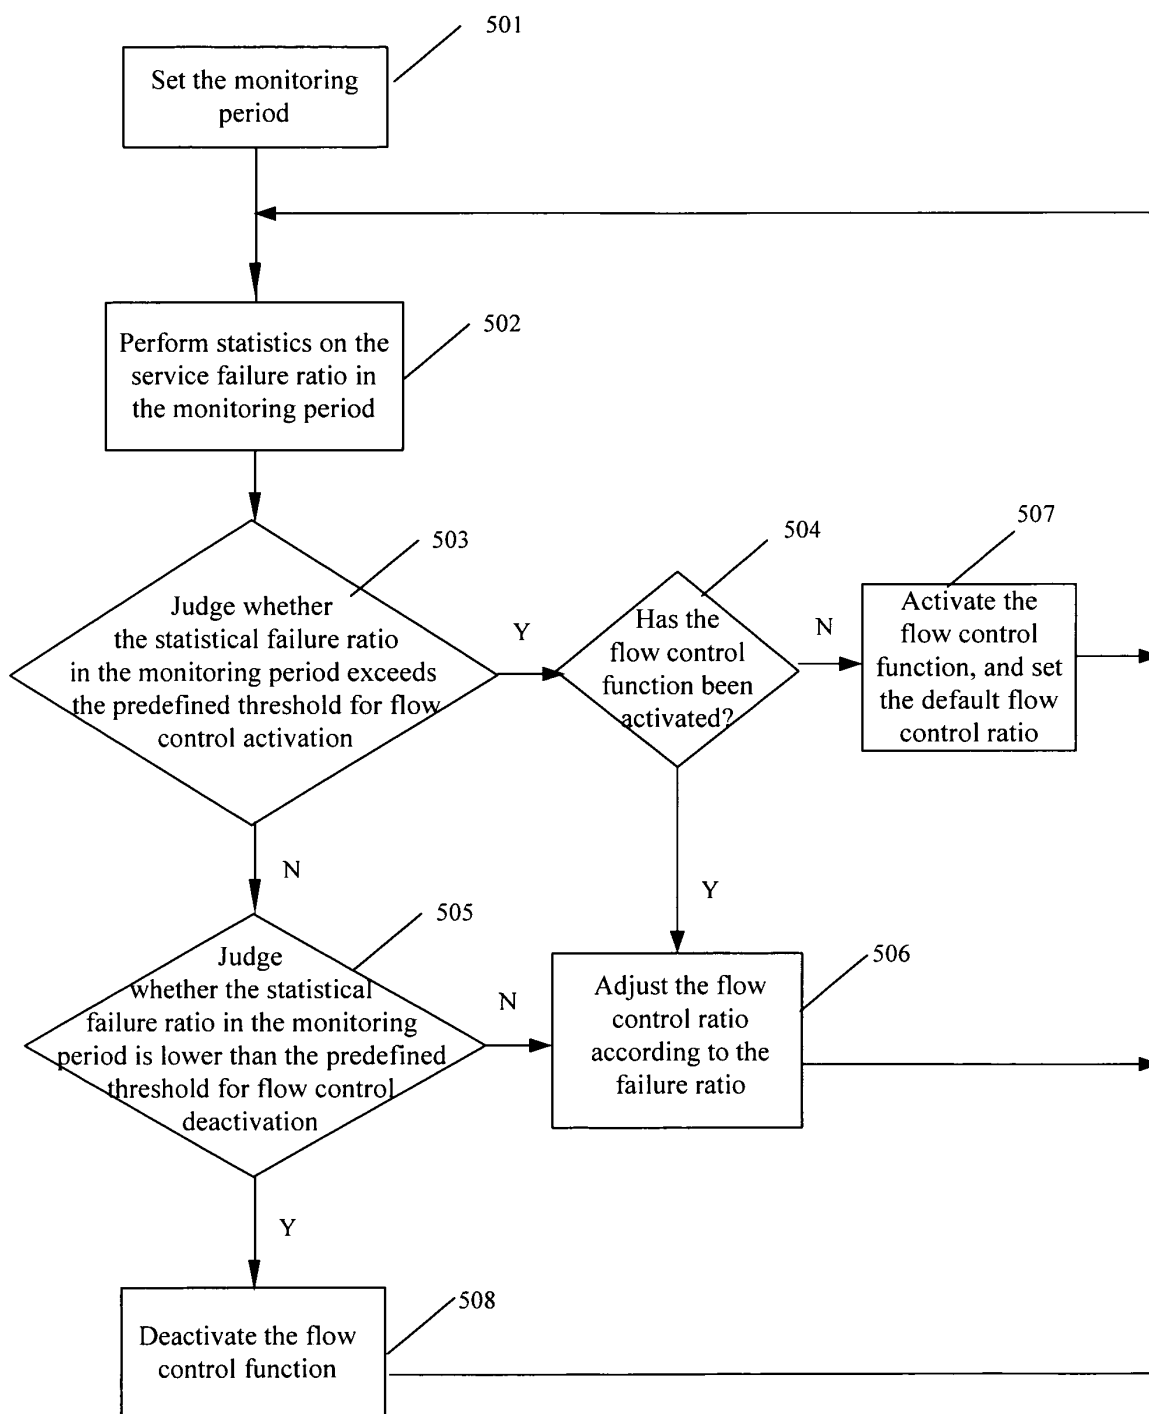 501
Set the monitoring
period
502
Perform statistics on the
service failure ratio in
the monitoring period
503
Judge whether
the statistical failure ratio
in the monitoring period exceeds
the predefined threshold for flow
control activation
Y
504
Has the
flow control
function been
activated?
N
507
Activate the
flow control
function, and set
the default flow
control ratio
N
Y
505
Judge
whether the statistical
failure ratio in the monitoring
period is lower than the predefined
threshold for flow control
deactivation
N
506
Adjust the flow
control ratio
according to the
failure ratio
Y
508
Deactivate the flow
control function